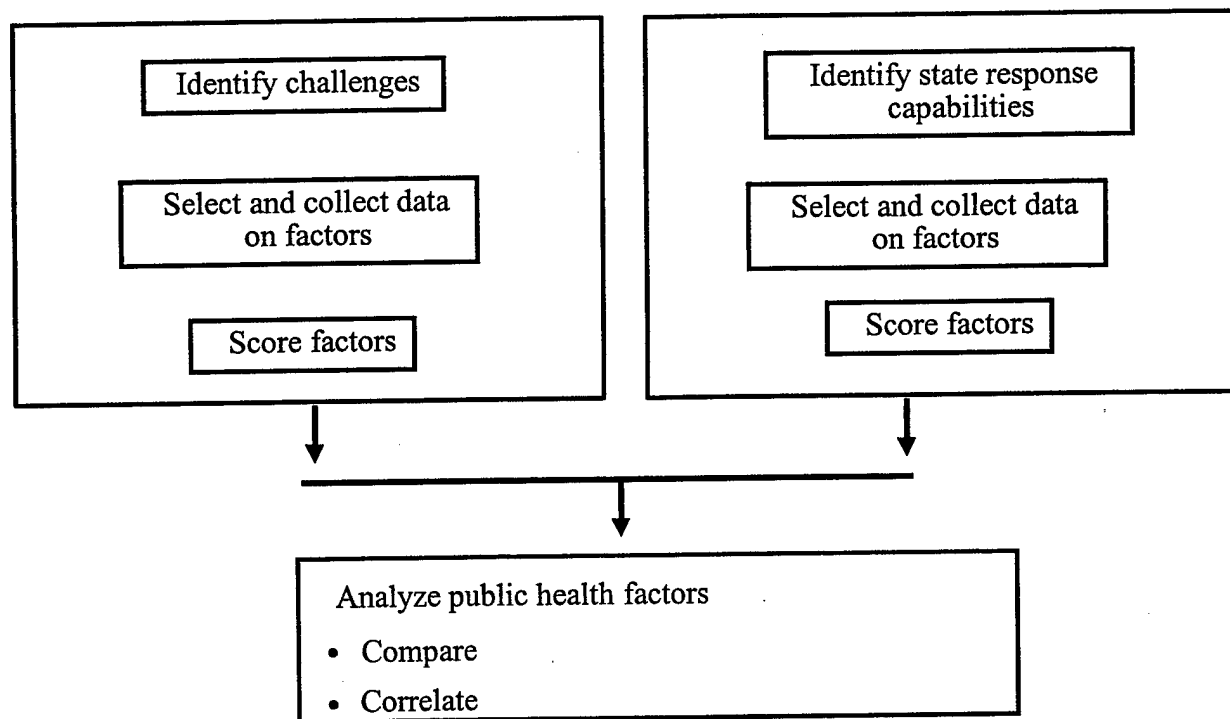 Identify challenges
Select and collect data
on factors
Score factors
Identify state response
capabilities
Select and collect data
on factors
Score factors
Analyze public health factors
• Compare
• Correlate